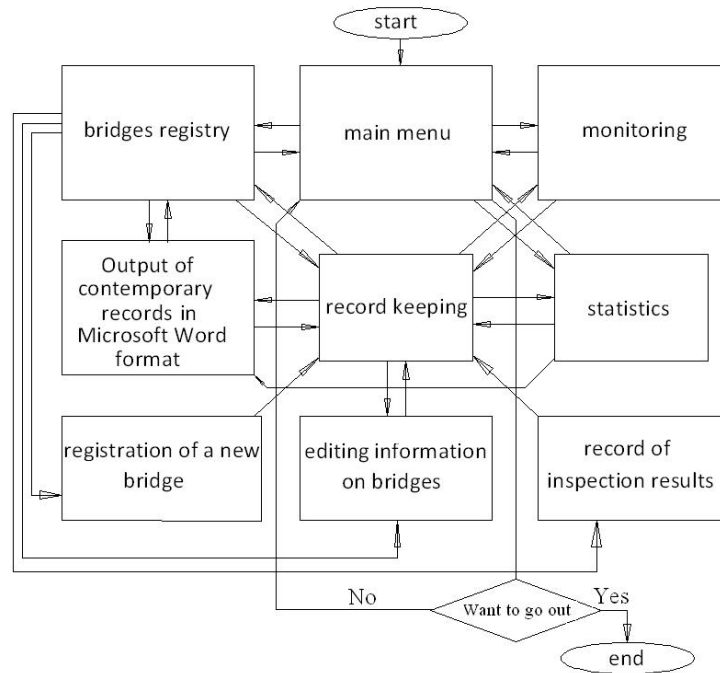 start
bridges registry
main menu
monitoring
Output of
contemporary
records in
Microsoft Word
format
record keeping
statistics
registration of a new
bridge
editing information
on bridges
record of
inspection results
No
Want to go out
Yes
end